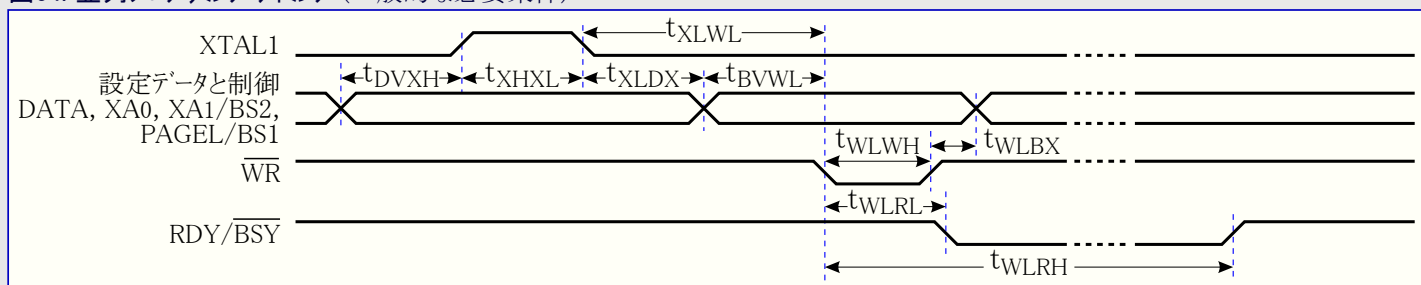 XTAL1
tXLWL
設定データと制御
DATA, XA0, XA1/BS2,
PAGEL/BS1
tDVXH
tXHXL
tXLDX
tBVWL
tWLWH
tWLBX
WR
tWLRL
RDY/BSY
tWLRH